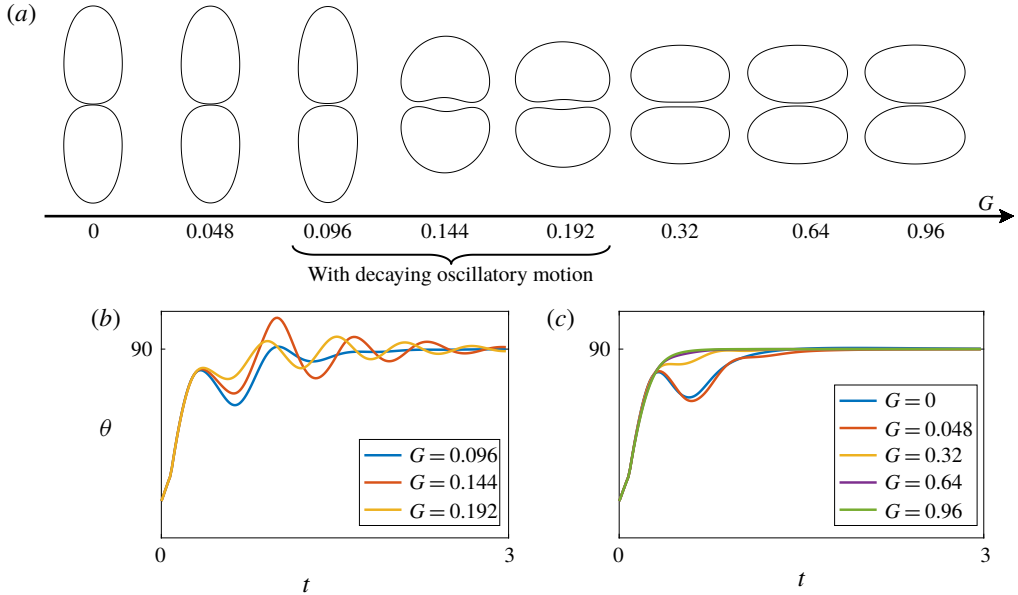 (a)
G
0 0.048 0.096 0.144 0.192 0.32 0.64 0.96
With decaying oscillatory motion
(b)
90
θ
G = 0.096
G = 0.144
G = 0.192
0
3
t
(c)
90
G = 0
G = 0.048
G = 0.32
G = 0.64
G = 0.96
0
3
t